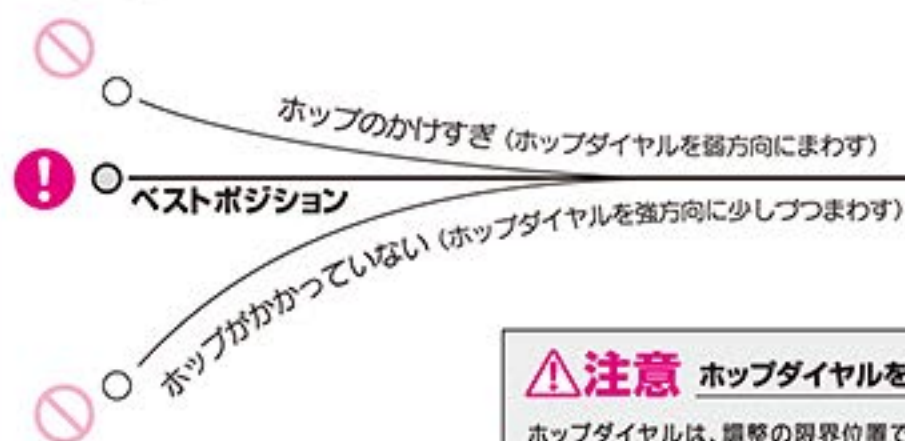 ホップのかけすぎ（ホップダイヤルを弱方向にまわす）
ベストポジション
ホップがかかっていない（ホップダイヤルを強方向に少しづつまわす）
注意 ホップダイヤルを
ホップダイヤルは、調整の限界位置で